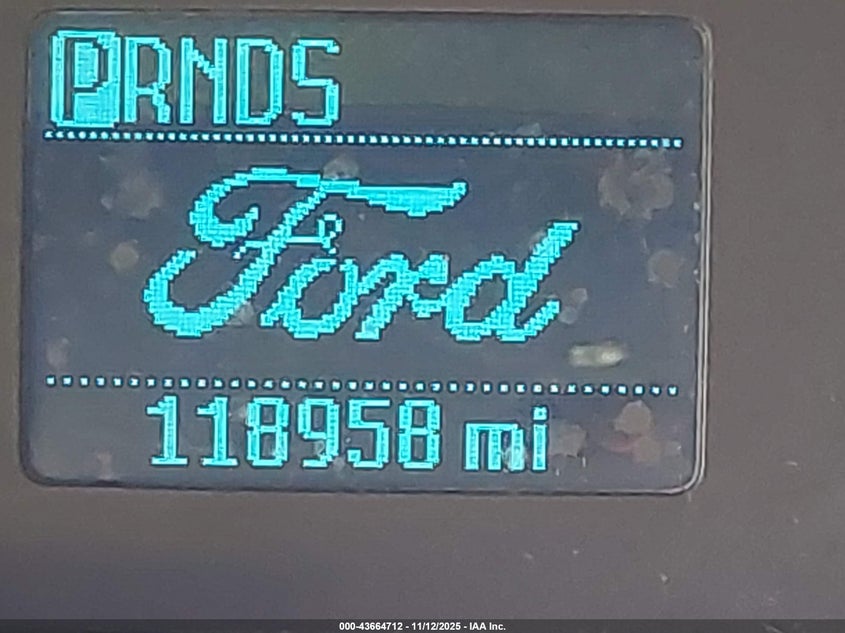 PRNDS
Ford
118958 mi
000-43664712 - 11/12/2025 - IAA Inc.